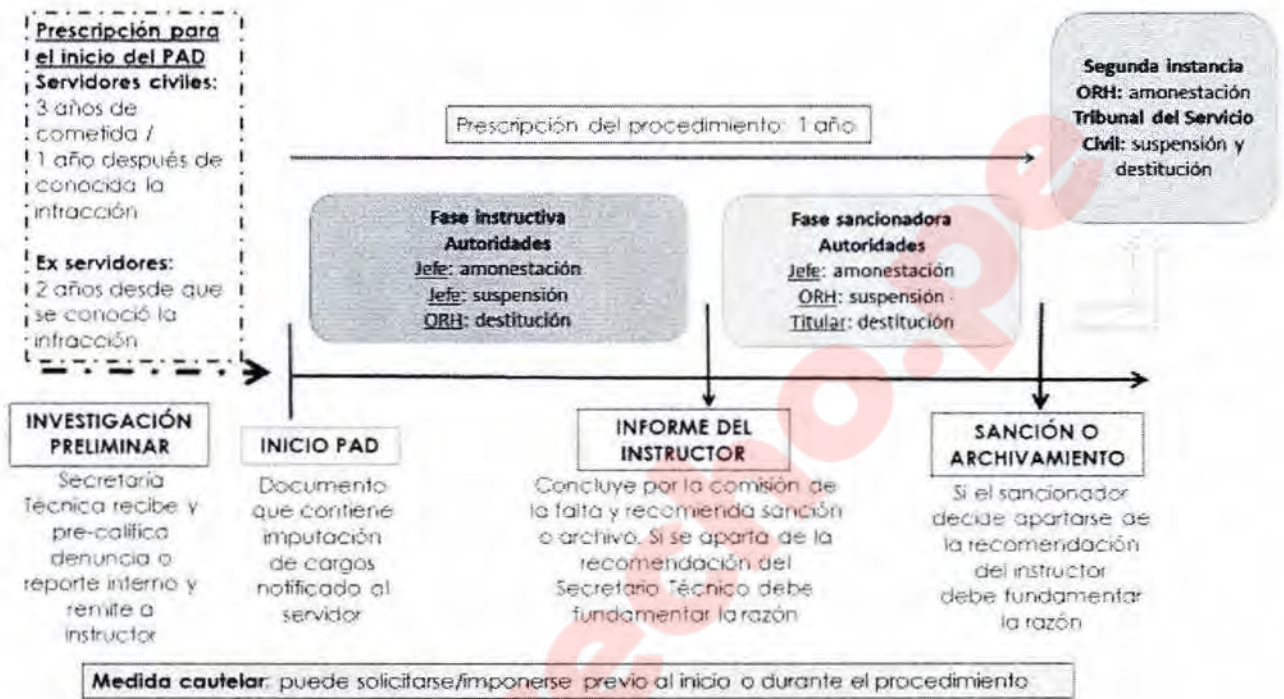 Prescripción para
el inicio del PAD
Servidores civiles:
3 años de
cometida /
1 año después de
conocida la
infracción
Ex servidores:
2 años desde que
se conoció la
infracción
Prescripción del procedimiento: 1 año
Segunda instancia
ORH: amonestación
Tribunal del Servicio
Civil: suspensión y
destitución
Fase instructiva
Autoridades
Jefe: amonestación
Jefe: suspensión
ORH: destitución
Fase sancionadora
Autoridades
Jefe: amonestación
ORH: suspensión
Titular: destitución
INVESTIGACIÓN
PRELIMINAR
Secretaría
Técnica recibe y
pre-califica
denuncia o
reporte interno y
remite a
instructor
INICIO PAD
Documento
que contiene
imputación
de cargos
notificado al
servidor
INFORME DEL
INSTRUCTOR
Concluye por la comisión de
la falta y recomienda sanción
o archivo. Si se aparta de la
recomendación del
Secretario Técnico debe
fundamentar la razón
SANCIÓN O
ARCHIVAMIENTO
Si el sancionador
decide apartarse de
la recomendación
del instructor
debe fundamentar
la razón
Medida cautelar: puede solicitarse/imponerse previo al inicio o durante el procedimiento
echo.pe